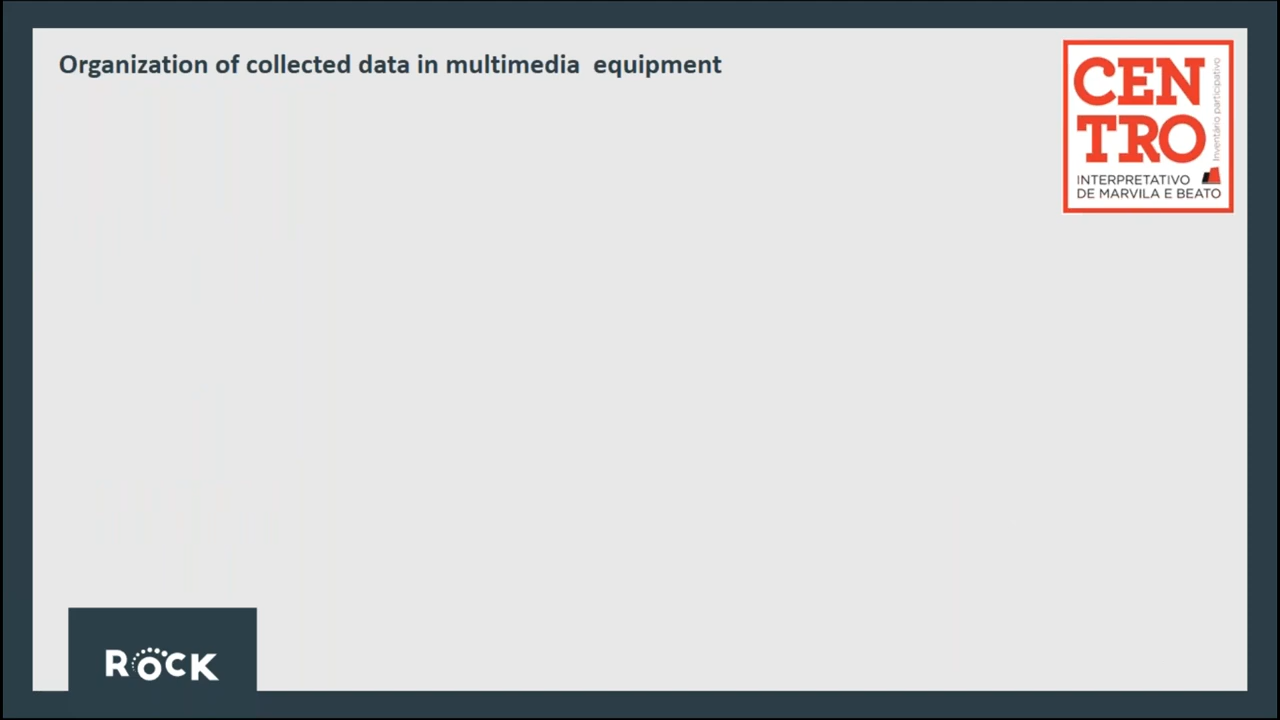 Organization of collected data in multimedia  equipment
CEN
TRO
Inventário participativo
INTERPRETATIVO
DE MARVILA E BEATO
ROCK